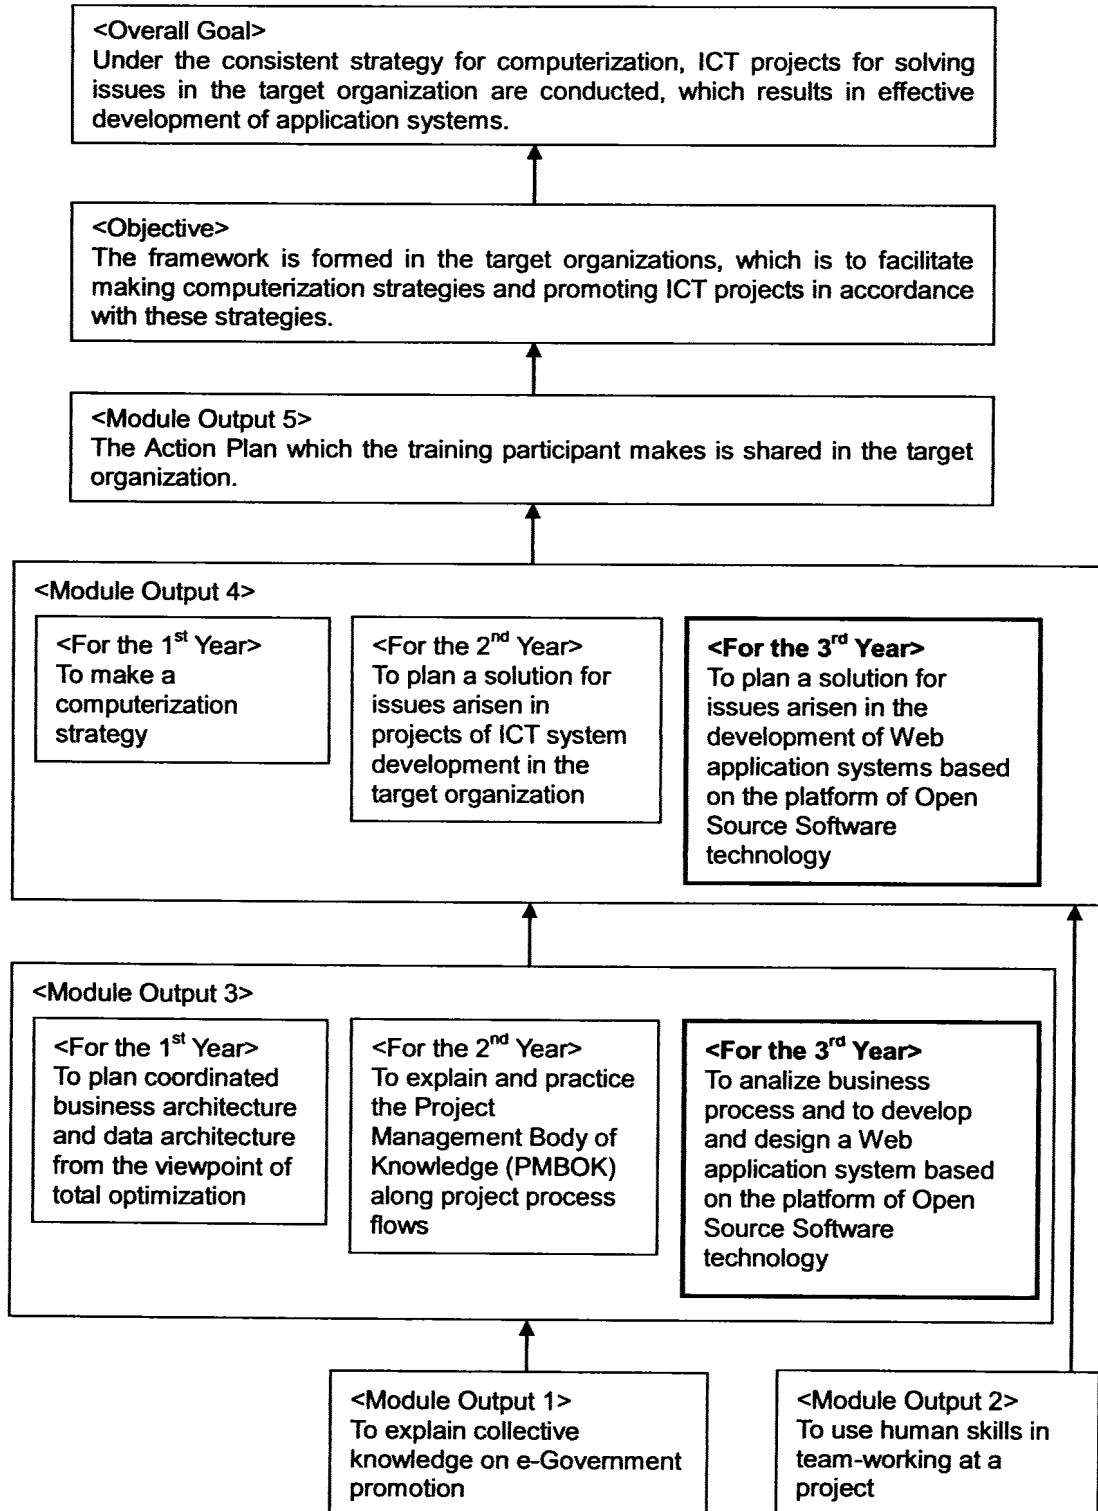 <Overall Goal>
Under the consistent strategy for computerization, ICT projects for solving
issues in the target organization are conducted, which results in effective
development of application systems.
<Objective>
The framework is formed in the target organizations, which is to facilitate
making computerization strategies and promoting ICT projects in accordance
with these strategies.
<Module Output 5>
The Action Plan which the training participant makes is shared in the target
organization.
<Module Output 4>
<For the 1st Year>
To make a
computerization
strategy
<For the 2nd Year>
To plan a solution for
issues arisen in
projects of ICT system
development in the
target organization
<For the 3rd Year>
To plan a solution for
issues arisen in the
development of Web
application systems based
on the platform of Open
Source Software
technology
<Module Output 3>
<For the 1st Year>
To plan coordinated
business architecture
and data architecture
from the viewpoint of
total optimization
<For the 2nd Year>
To explain and practice
the Project
Management Body of
Knowledge (PMBOK)
along project process
flows
<For the 3rd Year>
To analize business
process and to develop
and design a Web
application system based
on the platform of Open
Source Software
technology
<Module Output 1>
To explain collective
knowledge on e-Government
promotion
<Module Output 2>
To use human skills in
team-working at a
project